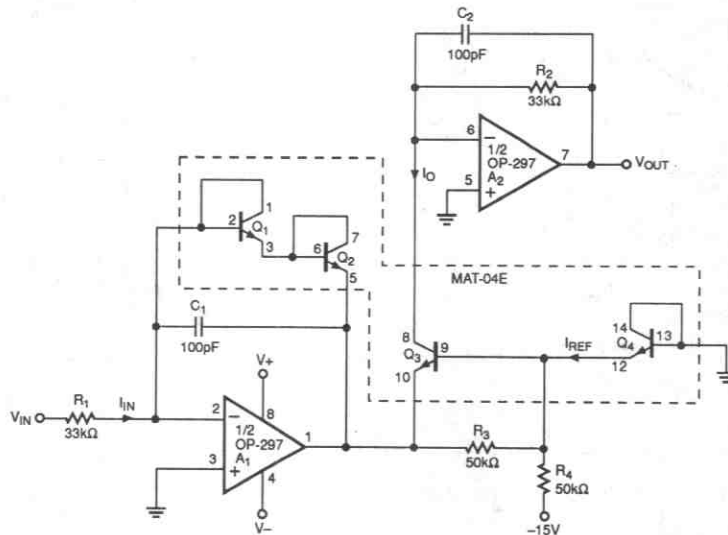 C2
100pF
R2
33kΩ
6
−
1/2
OP-297
A2
7
5
+
VOUT
IO
1
2
Q1
3
7
6
Q2
5
MAT-04E
C1
100pF
8
9
Q3
10
IREF
14
13
Q4
12
V+
VIN
R1
33kΩ
IIN
2
−
8
1/2
OP-297
A1
1
3
+
4
V−
R3
50kΩ
R4
50kΩ
−15V